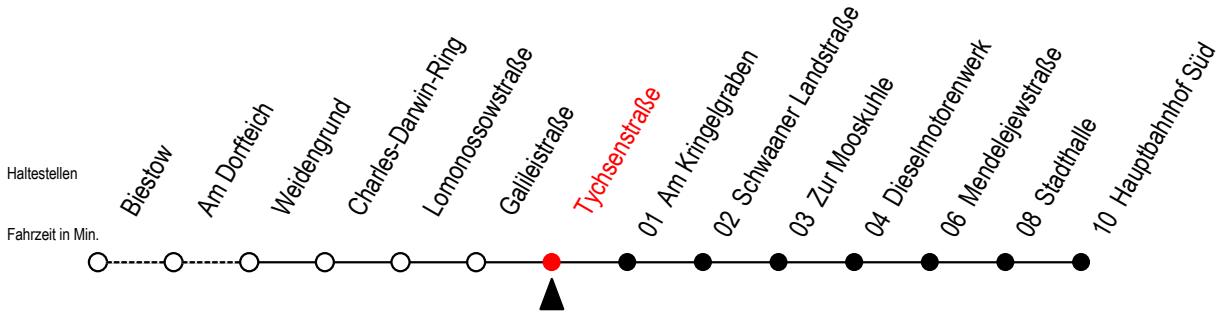 Haltestellen
Fahrzeit in Min.
Biestow
Am Dorfteich
Weidengrund
Charles-Darwin-Ring
Lomonossowstraße
Galileistraße
Tychsenstraße
01 Am Kringelgraben
02 Schwaaner Landstraße
03 Zur Mooskuhle
04 Dieselmotorenwerk
06 Mendelejewstraße
08 Stadthalle
10 Hauptbahnhof Süd